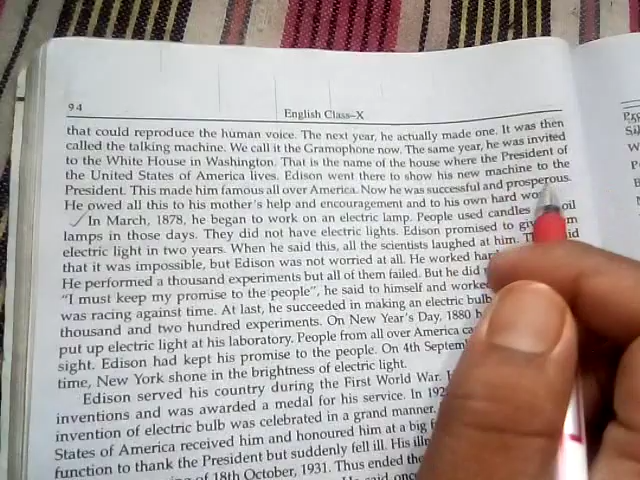 94
English Class–X
that could reproduce the human voice. The next year, he actually made one. It was then
called the talking machine. We call it the Gramophone now. The same year, he was invited
to the White House in Washington. That is the name of the house where the President of
the United States of America lives. Edison went there to show his new machine to the
President. This made him famous all over America. Now he was successful and prosperous.
He owed all this to his mother's help and encouragement and to his own hard
In March, 1878, he began to work on an electric lamp. People used candles oil
lamps in those days. They did not have electric lights. Edison promised to
electric light in two years. When he said this, all the scientists laughed at him.
that it was impossible, but Edison was not worried at all. He worked
He performed a thousand experiments but all of them failed. But he did
"I must keep my promise to the people", he said to himself and worked
was racing against time. At last, he succeeded in making an electric bulb
thousand and two hundred experiments. On New Year's Day, 1880
put up electric light at his laboratory. People from all over America
sight. Edison had kept his promise to the people. On 4th
time, New York shone in the brightness of electric light.
Edison served his country during the First World War.
inventions and was awarded a medal for his service. In
invention of electric bulb was celebrated in a grand manner.
States of America received him and honoured him at a big
function to thank the President but suddenly fell ill. His
of 18th October, 1931. Thus ended
He said